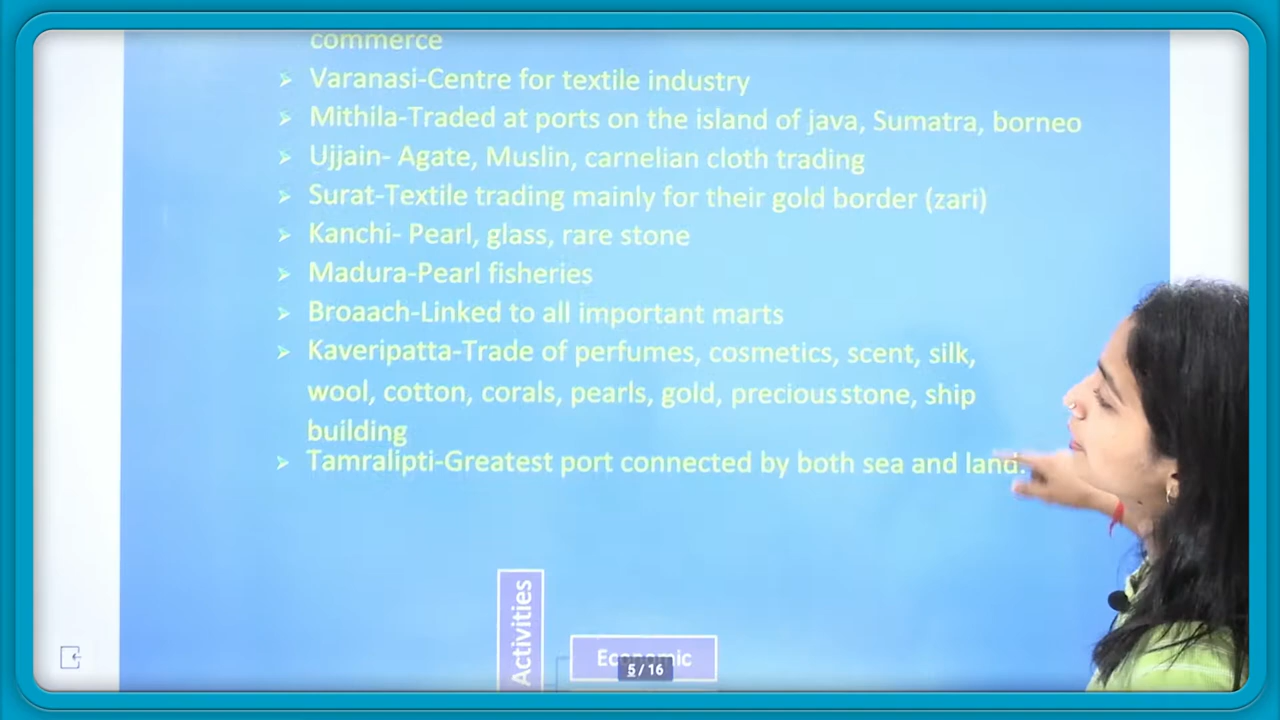 commerce
➢ Varanasi-Centre for textile industry
➢ Mithila-Traded at ports on the island of java, Sumatra, borneo
➢ Ujjain- Agate, Muslin, carnelian cloth trading
➢ Surat-Textile trading mainly for their gold border (zari)
➢ Kanchi- Pearl, glass, rare stone
➢ Madura-Pearl fisheries
➢ Broaach-Linked to all important marts
➢ Kaveripatta-Trade of perfumes, cosmetics, scent, silk,
wool, cotton, corals, pearls, gold, precious stone, ship
building
➢ Tamralipti-Greatest port connected by both sea and land.
Activities
Economic
5 / 16